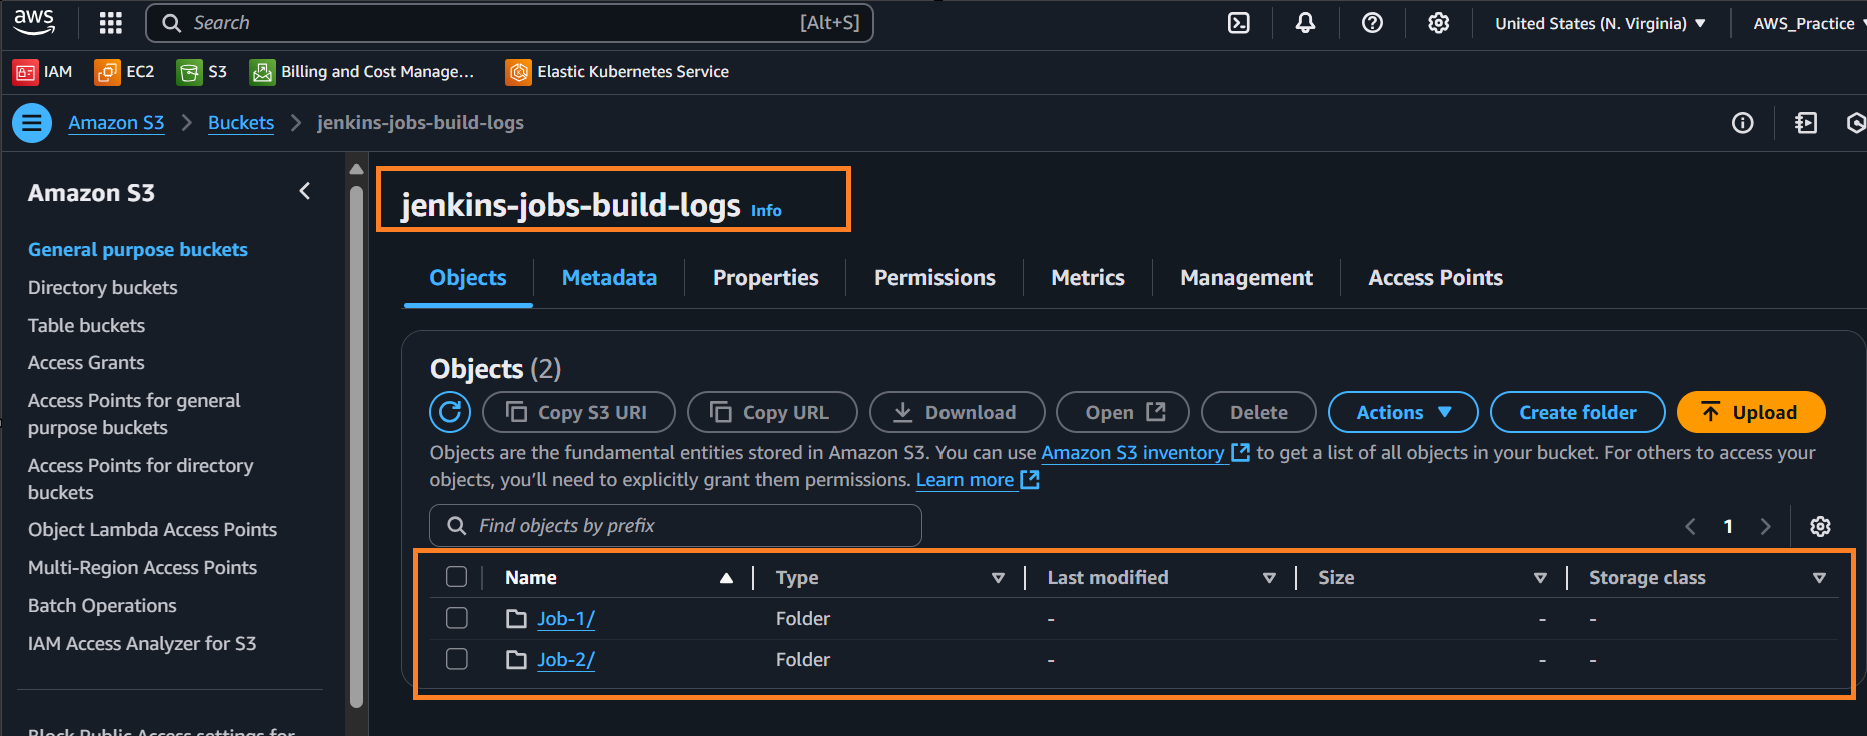 aws
Search [Alt+S]
United States (N. Virginia) ▼ AWS_Practice
IAM EC2 S3 Billing and Cost Manage... Elastic Kubernetes Service
Amazon S3 > Buckets > jenkins-jobs-build-logs
Amazon S3
General purpose buckets
Directory buckets
Table buckets
Access Grants
Access Points for general
purpose buckets
Access Points for directory
buckets
Object Lambda Access Points
Multi-Region Access Points
Batch Operations
IAM Access Analyzer for S3
Block Public Access settings for
jenkins-jobs-build-logs Info
Objects Metadata Properties Permissions Metrics Management Access Points
Objects (2)
Copy S3 URI Copy URL Download Open Delete Actions ▼ Create folder Upload
Objects are the fundamental entities stored in Amazon S3. You can use Amazon S3 inventory to get a list of all objects in your bucket. For others to access your
objects, you'll need to explicitly grant them permissions. Learn more
Find objects by prefix
1
Name Type Last modified Size Storage class
Job-1/ Folder - - -
Job-2/ Folder - - -